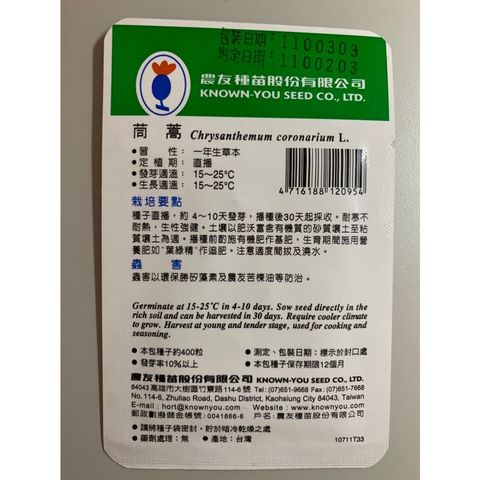 包裝日期：1100303
測定日期：1100203
農友種苗股份有限公司
KNOWN-YOU SEED CO., LTD.
茼蒿 Chrysanthemum coronarium L.
•習性：一年生草本
•定植期：直播
•發芽適溫：15～25℃
•生長適溫：15～25℃
4 716188 120954
栽培要點
種子直播，約4～10天發芽，播種後30天起採收。耐寒不
耐熱，生性強健。土壤以肥沃富含有機質的砂質壤土至粘
質壤土為適。播種前酌施有機肥作基肥，生育期間施用營
養肥如"葉綠精"作追肥。注意適度間拔及澆水。
蟲害
蟲害以環保勝矽藻素及農友苦楝油等防治。
Germinate at 15-25℃ in 4-10 days. Sow seed directly in the
rich soil and can be harvested in 30 days. Require cooler climate
to grow. Harvest at young and tender stage, used for cooking and
seasoning.
•本包種子約400粒 •測定、包裝日期：標示於封口處
•發芽率10%以上 •本包種子保存期限12個月
農友種苗股份有限公司 KNOWN-YOU SEED CO., LTD.
84043高雄市大樹區竹寮路114-6號 Tel：(07)651-9668 Fax：(07)651-7668
No. 114-6, Zhuliao Road, Dashu District, Kaohsiung City 84043, Taiwan
E-mail：hort@knownyou.com Website：www.knownyou.com
郵政劃撥儲金帳號：0041866-6 戶名：農友種苗股份有限公司
•請將種子袋密封，貯於暗冷乾燥之處
•藥劑處理：無 •產地：台灣 10711T33